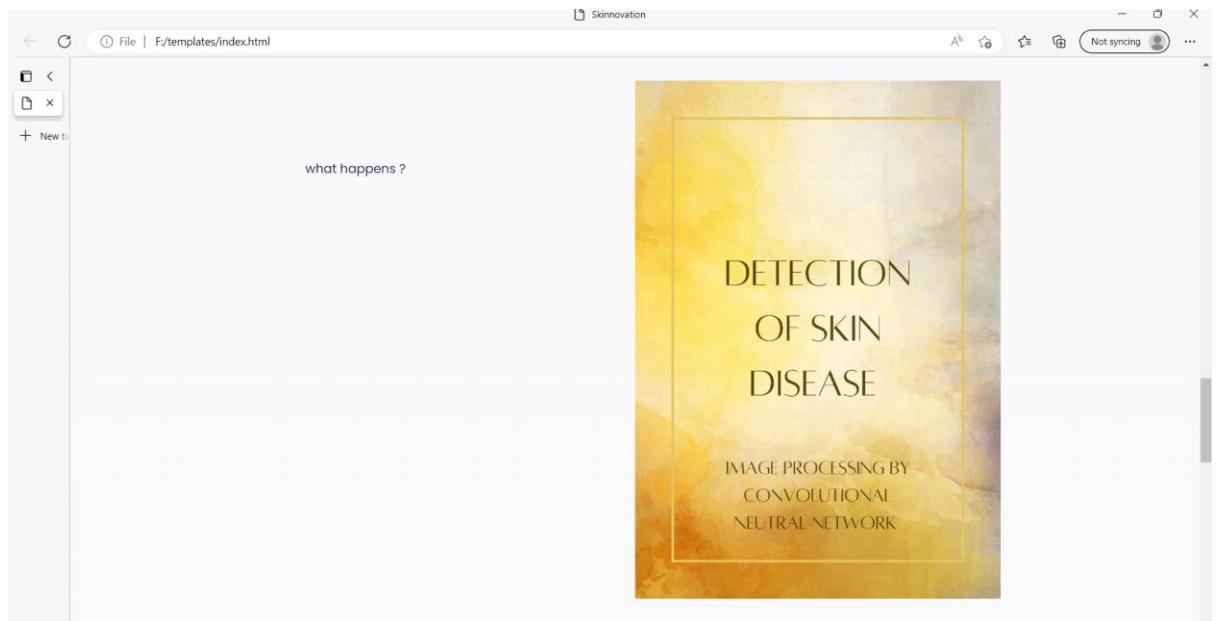 Skinnovation
File | F:/templates/index.html
Not syncing
New
what happens ?
DETECTION
OF SKIN
DISEASE
IMAGE PROCESSING BY
CONVOLUTIONAL
NEUTRAL NETWORK